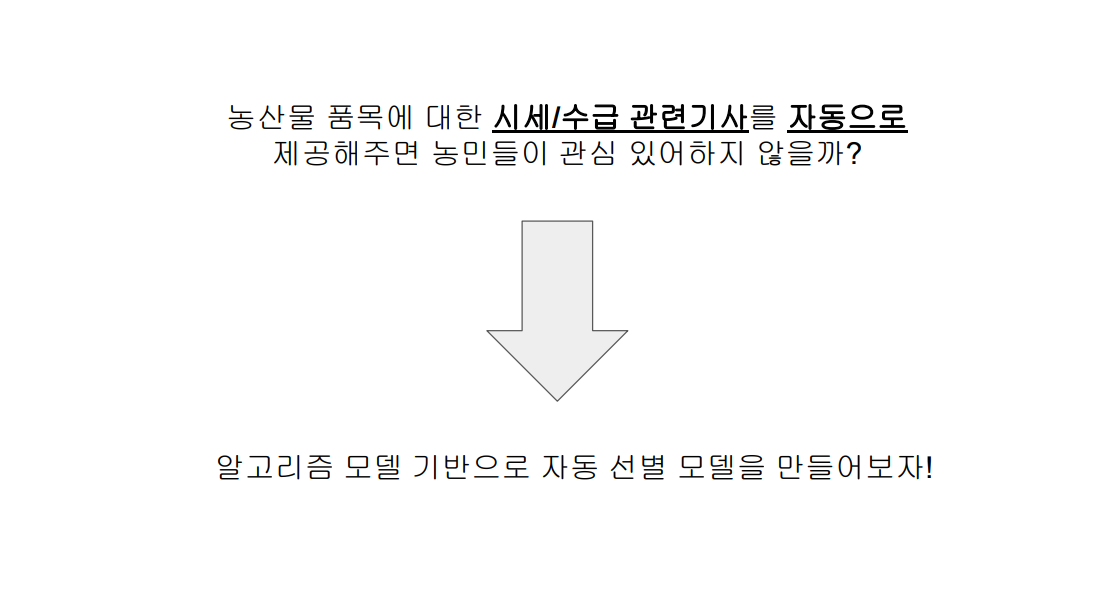 농산물 품목에 대한 시세/수급 관련기사를 자동으로
제공해주면 농민들이 관심 있어하지 않을까?
알고리즘 모델 기반으로 자동 선별 모델을 만들어보자!